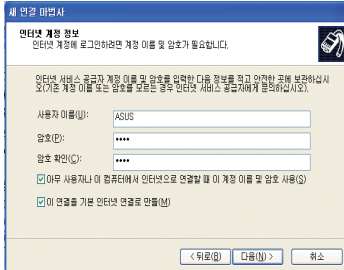 새 연결 마법사
인터넷 계정 정보
인터넷 계정에 로그인하려면 계정 이름 및 암호가 필요합니다.
인터넷 서비스 공급자 계정 이름 및 암호를 입력한 다음 정보를 적고 안전한 곳에 보관하십시
오(기존 계정 이름 또는 암호를 모르는 경우 인터넷 서비스 공급자에게 문의하십시오).
사용자 이름(U): ASUS
암호(P): ••••
암호 확인(C): ••••
아무 사용자나 이 컴퓨터에서 인터넷으로 연결할 때 이 계정 이름 및 암호 사용(S)
이 연결을 기본 인터넷 연결로 만듦(M)
< 뒤로(B) 다음(N) > 취소